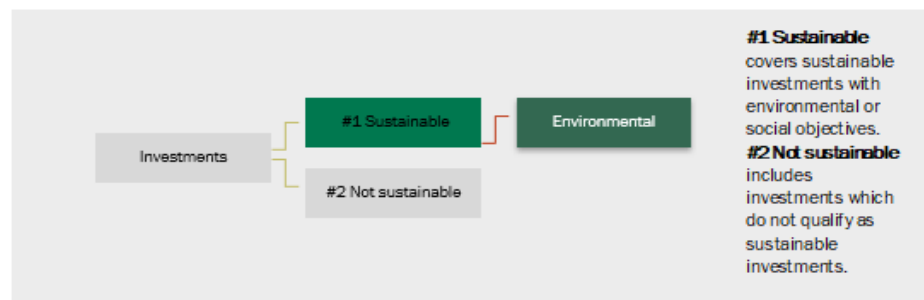 Investments
#1 Sustainable
Environmental
#2 Not sustainable
#1 Sustainable
covers sustainable
investments with
environmental or
social objectives.
#2 Not sustainable
includes
investments which
do not qualify as
sustainable
investments.